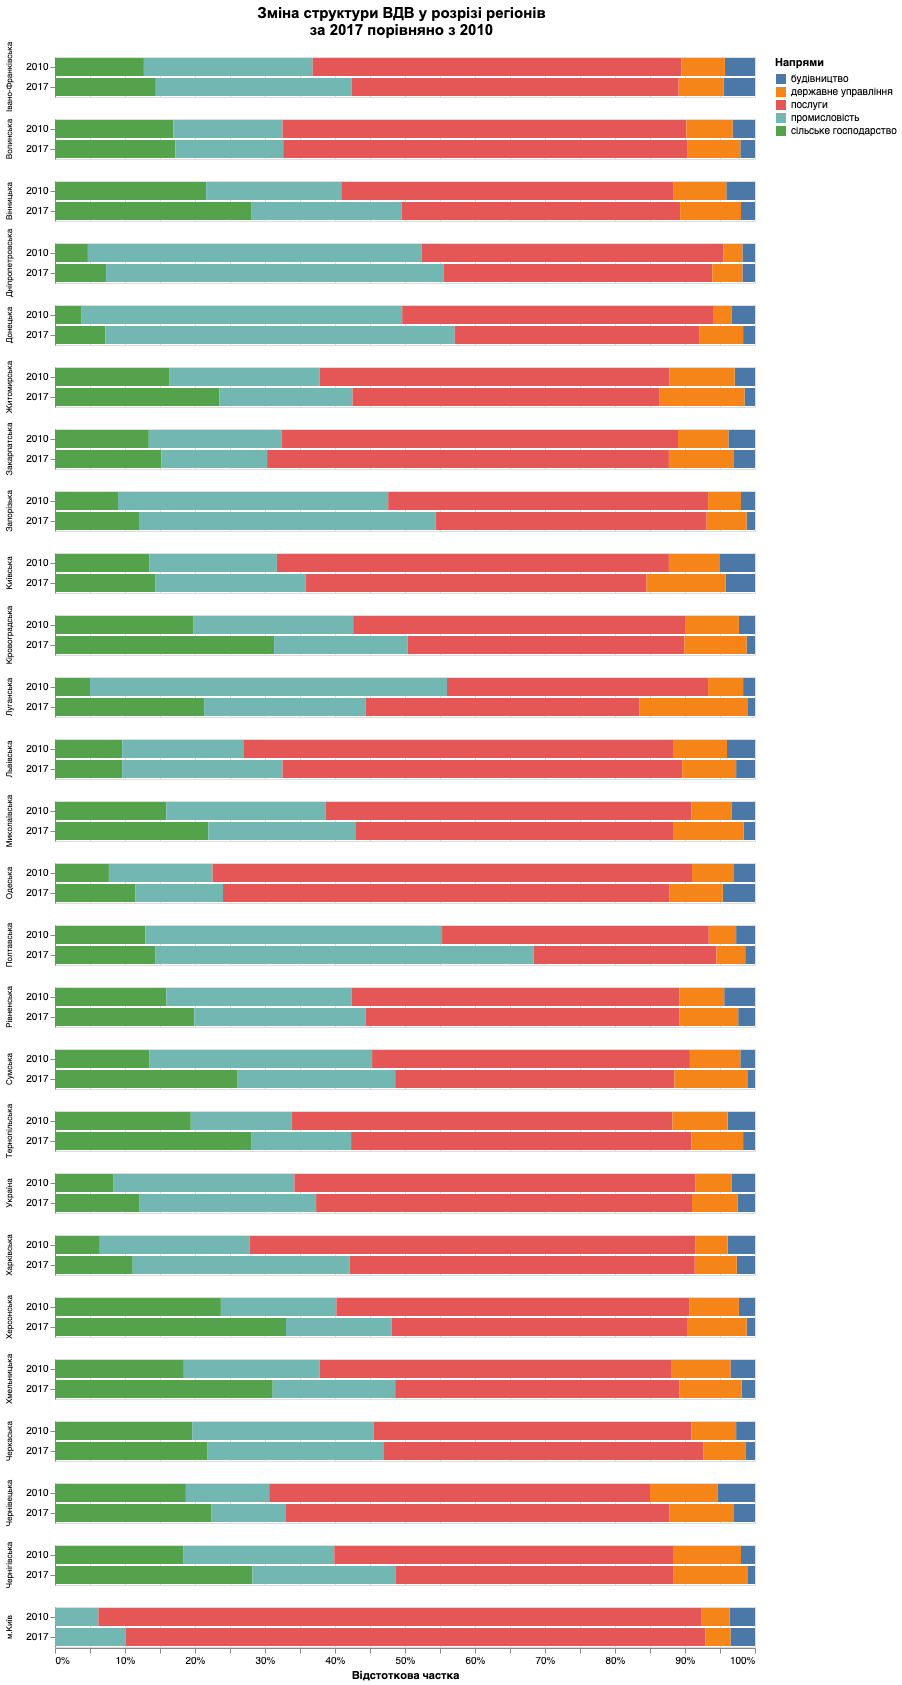 Зміна структури ВДВ у розрізі регіонів
за 2017 порівняно з 2010
Напрями
будівництво
державне управління
послуги
промисловість
сільське господарство
Івано-Франківська
2010
2017
Волинська
2010
2017
Вінницька
2010
2017
Дніпропетровська
2010
2017
Донецька
2010
2017
Житомирська
2010
2017
Закарпатська
2010
2017
Запорізька
2010
2017
Київська
2010
2017
Кіровоградська
2010
2017
Луганська
2010
2017
Львівська
2010
2017
Миколаївська
2010
2017
Одеська
2010
2017
Полтавська
2010
2017
Рівненська
2010
2017
Сумська
2010
2017
Тернопільська
2010
2017
Україна
2010
2017
Харківська
2010
2017
Херсонська
2010
2017
Хмельницька
2010
2017
Черкаська
2010
2017
Чернівецька
2010
2017
Чернігівська
2010
2017
м.Київ
2010
2017
0% 10% 20% 30% 40% 50% 60% 70% 80% 90% 100%
Відстоткова частка